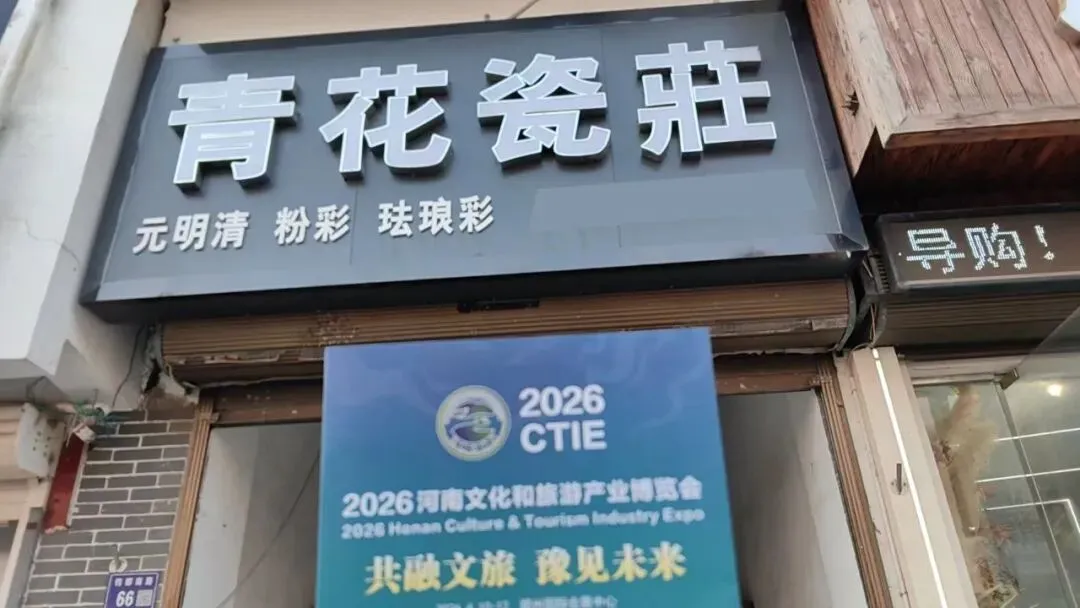 青花瓷莊
元明清 粉彩 珐琅彩
导购！
2026
CTIE
2026河南文化和旅游产业博览会
2026 Henan Culture & Tourism Industry Expo
共融文旅 豫见未来
66